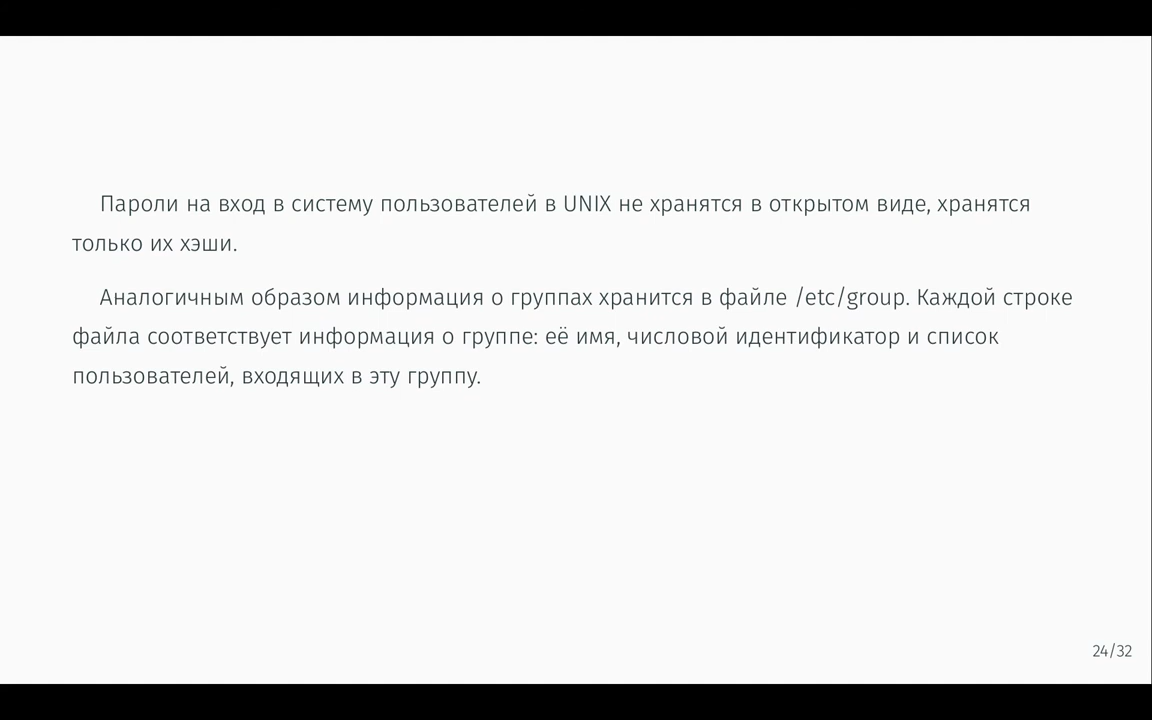 Пароли на вход в систему пользователей в UNIX не хранятся в открытом виде, хранятся
только их хэши.
Аналогичным образом информация о группах хранится в файле /etc/group. Каждой строке
файла соответствует информация о группе: её имя, числовой идентификатор и список
пользователей, входящих в эту группу.
24/32